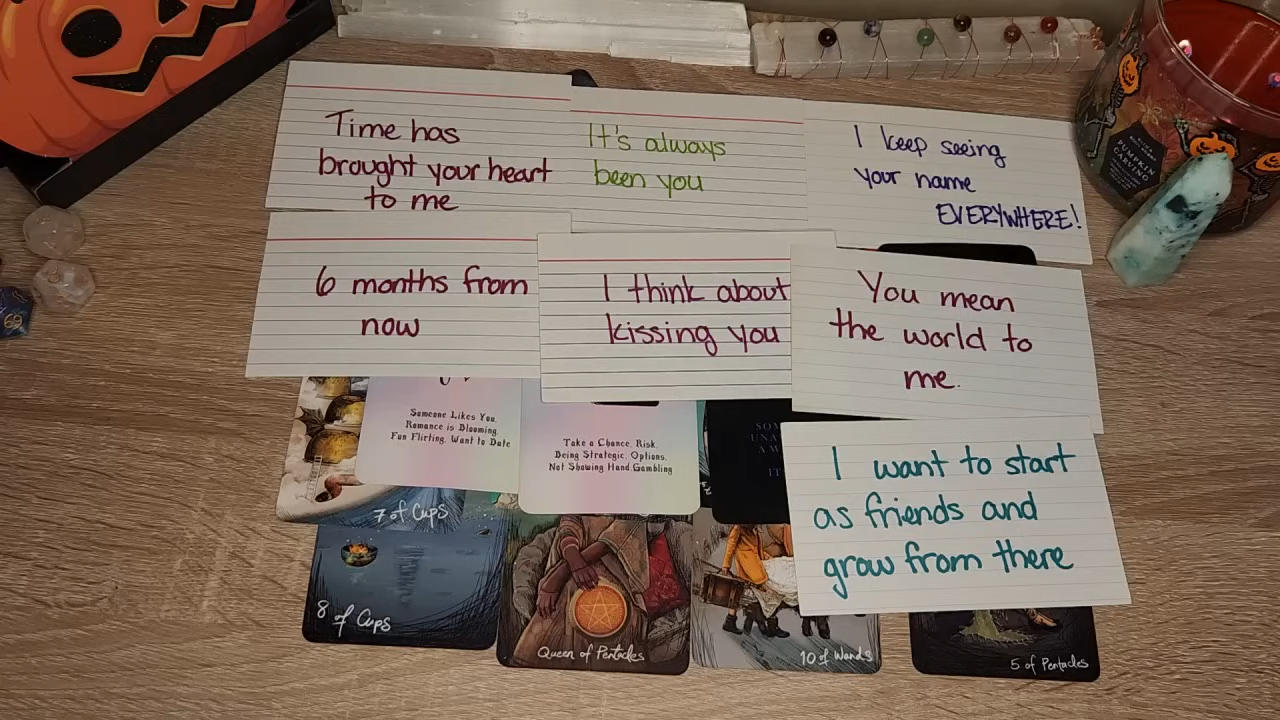 Time has
brought your heart
to me
It's always
been you
I keep seeing
your name
EVERYWHERE!
6 months from
now
I think about
kissing you
You mean
the world to
me.
Someone Likes You.
Romance is Blooming.
Fun Flirting. Want to Date
Take a Chance. Risk.
Being Strategic. Options.
Not Showing Hand.Gambling
I want to start
as friends and
grow from there
7 of Cups
8 of Cups
Queen of Pentacles
10 of Wands
5 of Pentacles
PUMPKIN
CARVING